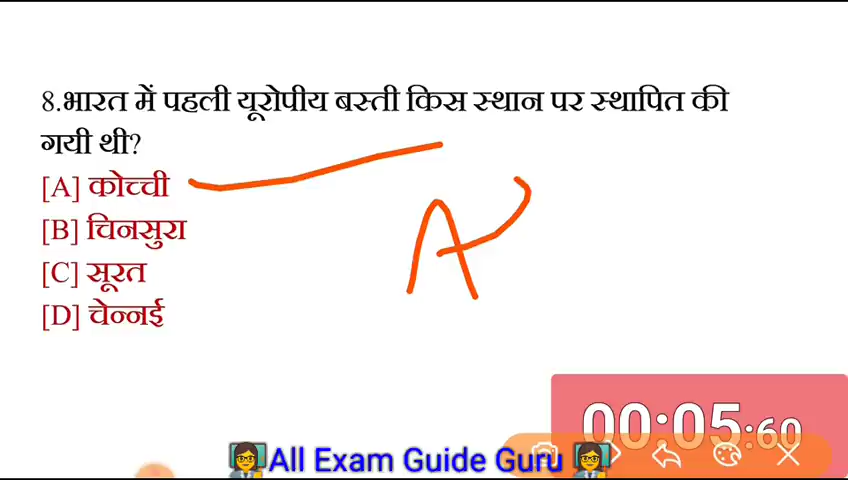 8.भारत में पहली यूरोपीय बस्ती किस स्थान पर स्थापित की
गयी थी?
[A] कोच्ची
[B] चिनसुरा
[C] सूरत
[D] चेन्नई
A
00:05:60
All Exam Guide Guru